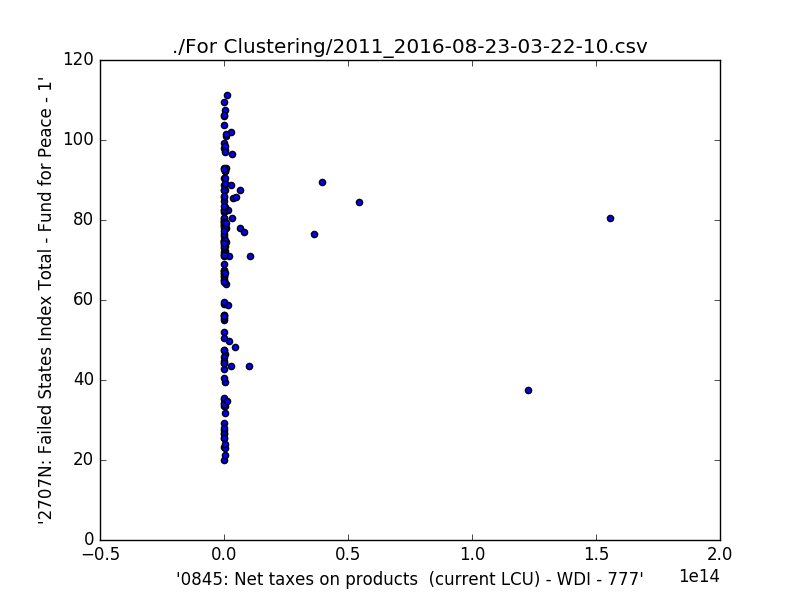 ./For Clustering/2011_2016-08-23-03-22-10.csv
120
100
80
60
40
20
0
'2707N: Failed States Index Total - Fund for Peace - 1'
−0.5 0.0 0.5 1.0 1.5 2.0
1e14
'0845: Net taxes on products (current LCU) - WDI - 777'